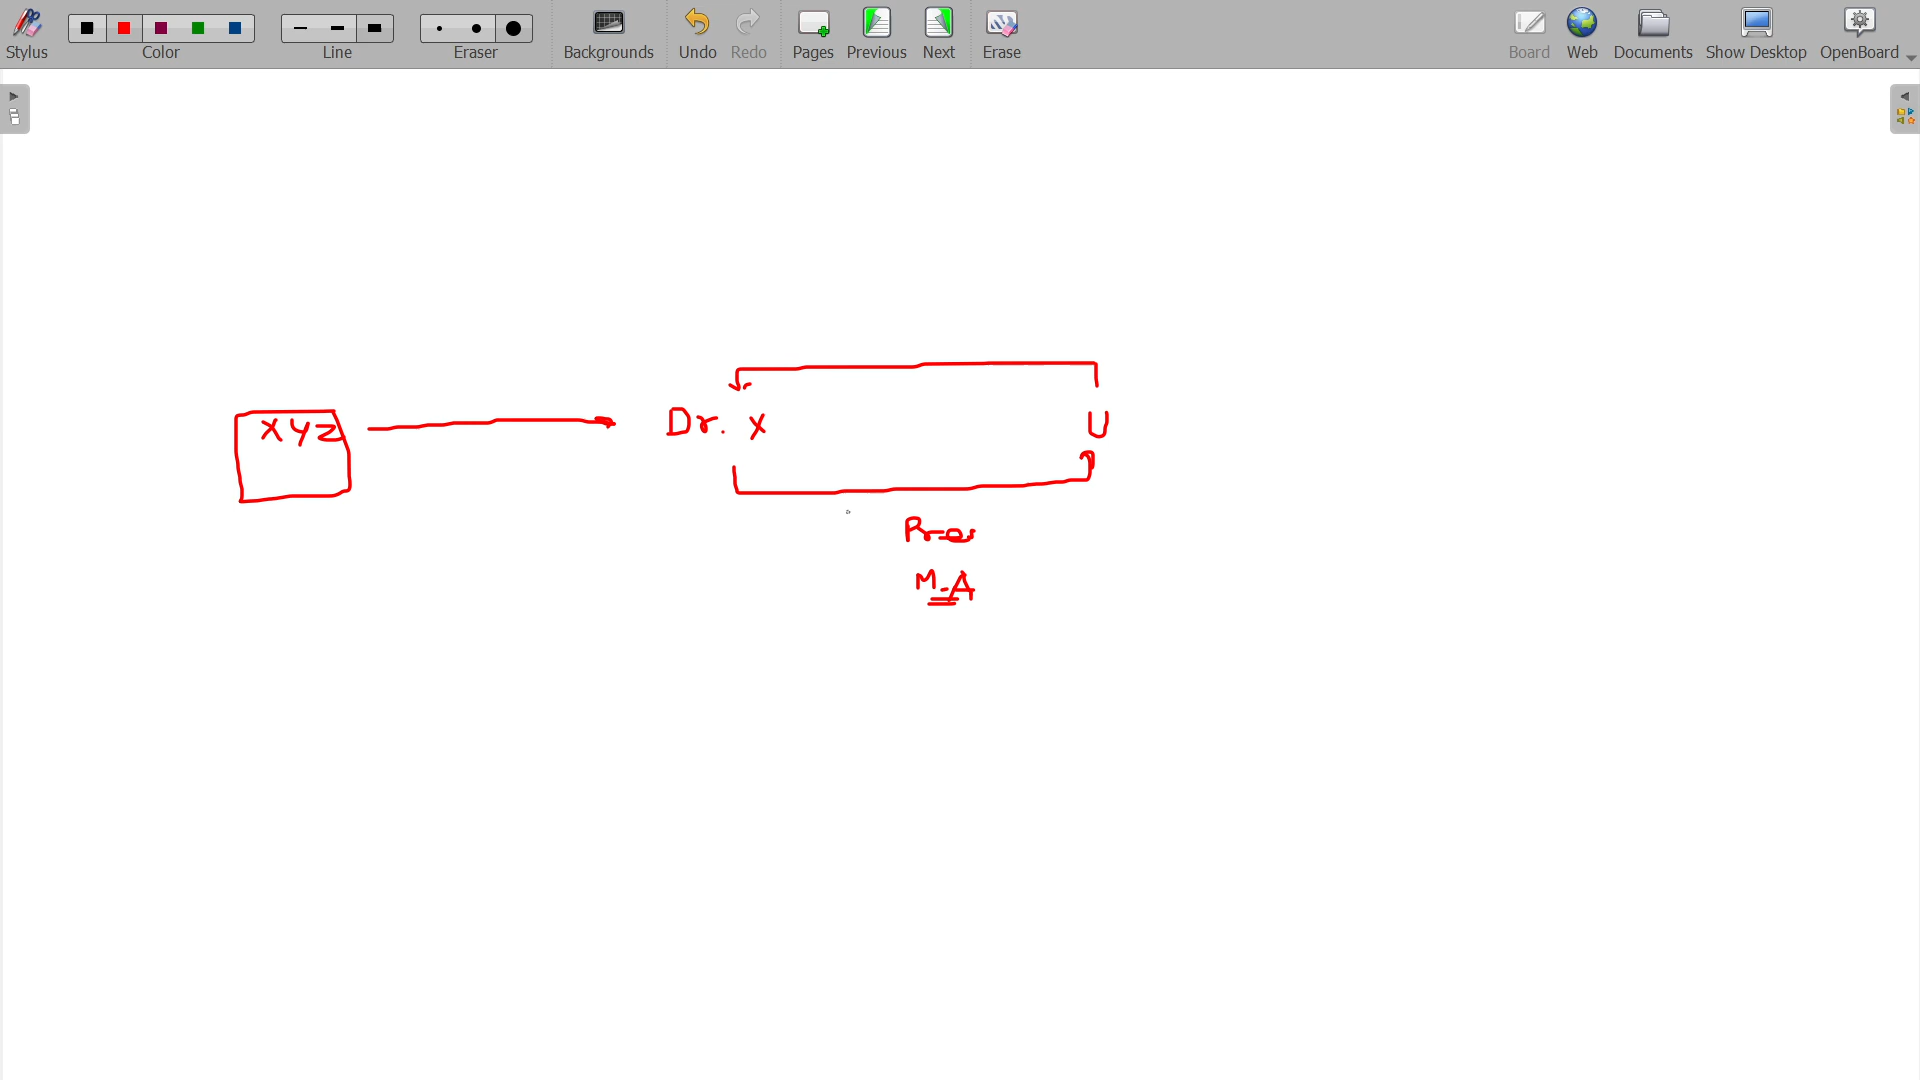 Stylus Color Line Eraser Backgrounds Undo Redo Pages Previous Next Erase Board Web Documents Show Desktop OpenBoard
XYZ Dr. X U
Pres
M-A